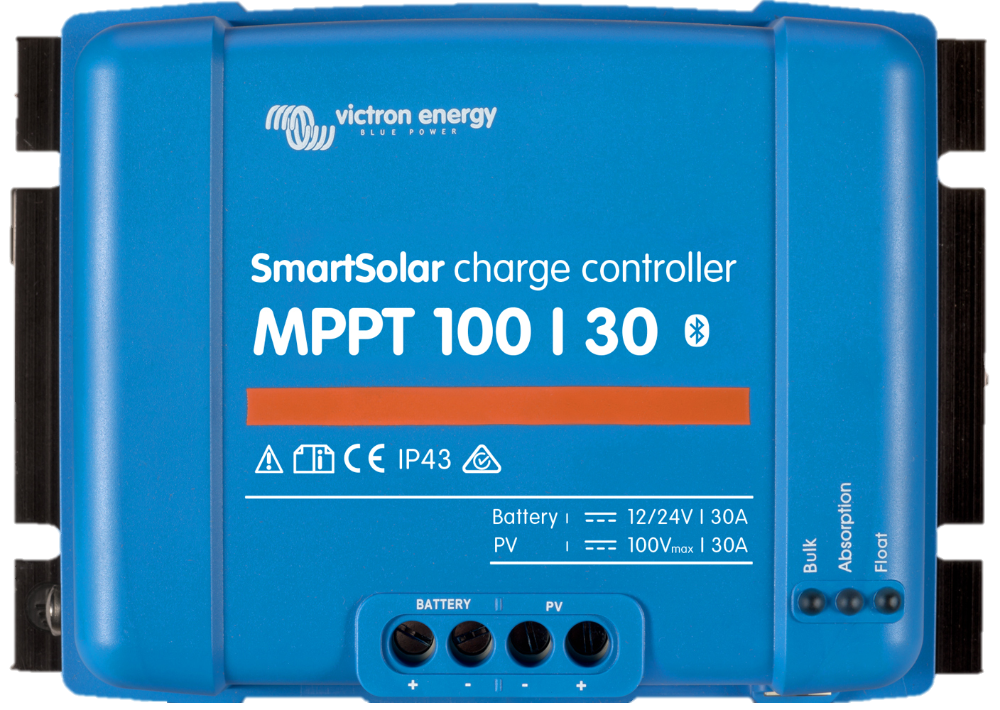 victron energy
BLUE POWER
SmartSolar charge controller
MPPT 100 | 30
CE IP43
Battery | 12/24V | 30A
PV | 100Vmax | 30A
Bulk
Absorption
Float
BATTERY || PV
+ - || - +